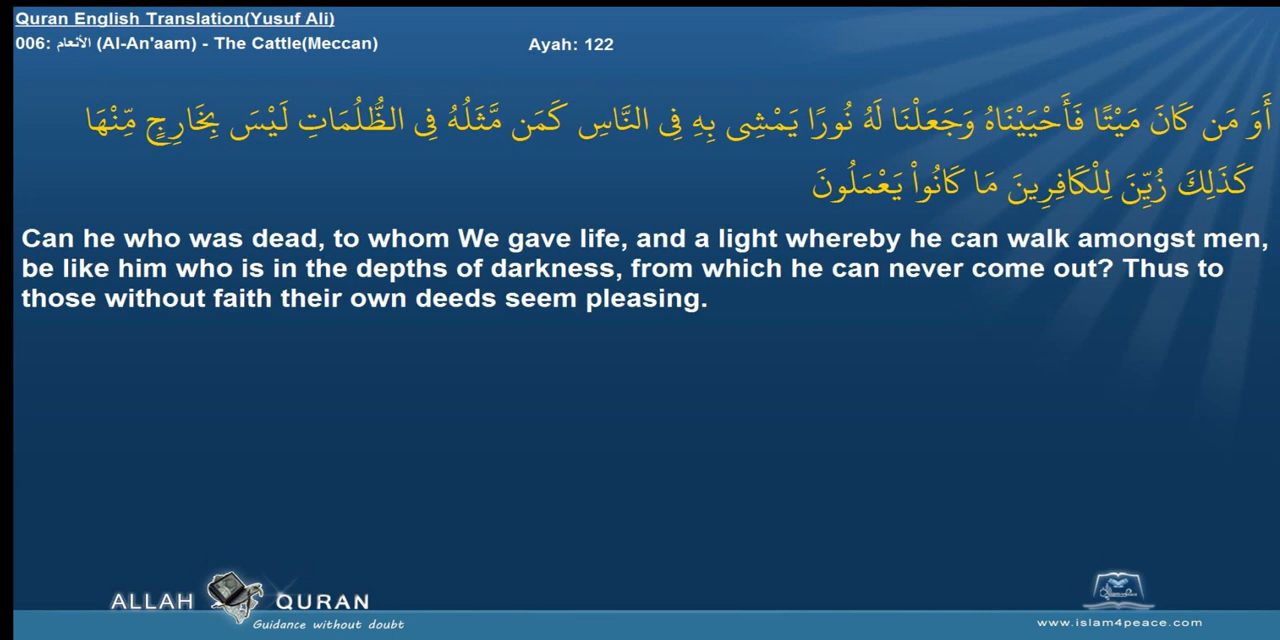 Quran English Translation(Yusuf Ali)
006: الأنعام (Al-An'aam) - The Cattle(Meccan) Ayah: 122
أَوَ مَن كَانَ مَيْتًا فَأَحْيَيْنَاهُ وَجَعَلْنَا لَهُ نُورًا يَمْشِى بِهِ فِى النَّاسِ كَمَن مَّثَلُهُ فِى الظُّلُمَاتِ لَيْسَ بِخَارِجٍ مِّنْهَا
كَذَلِكَ زُيِّنَ لِلْكَافِرِينَ مَا كَانُواْ يَعْمَلُونَ
Can he who was dead, to whom We gave life, and a light whereby he can walk amongst men,
be like him who is in the depths of darkness, from which he can never come out? Thus to
those without faith their own deeds seem pleasing.
ALLAH QURAN
Guidance without doubt
www.islam4peace.com